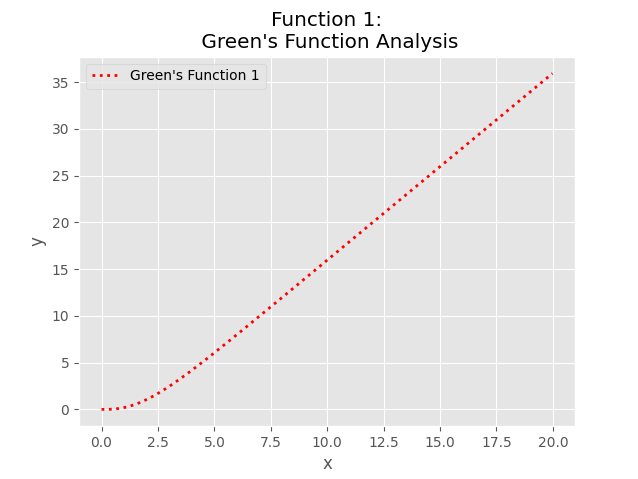 Function 1:
Green's Function Analysis
Green's Function 1
35
30
25
20
15
10
5
0
y
0.0 2.5 5.0 7.5 10.0 12.5 15.0 17.5 20.0
x